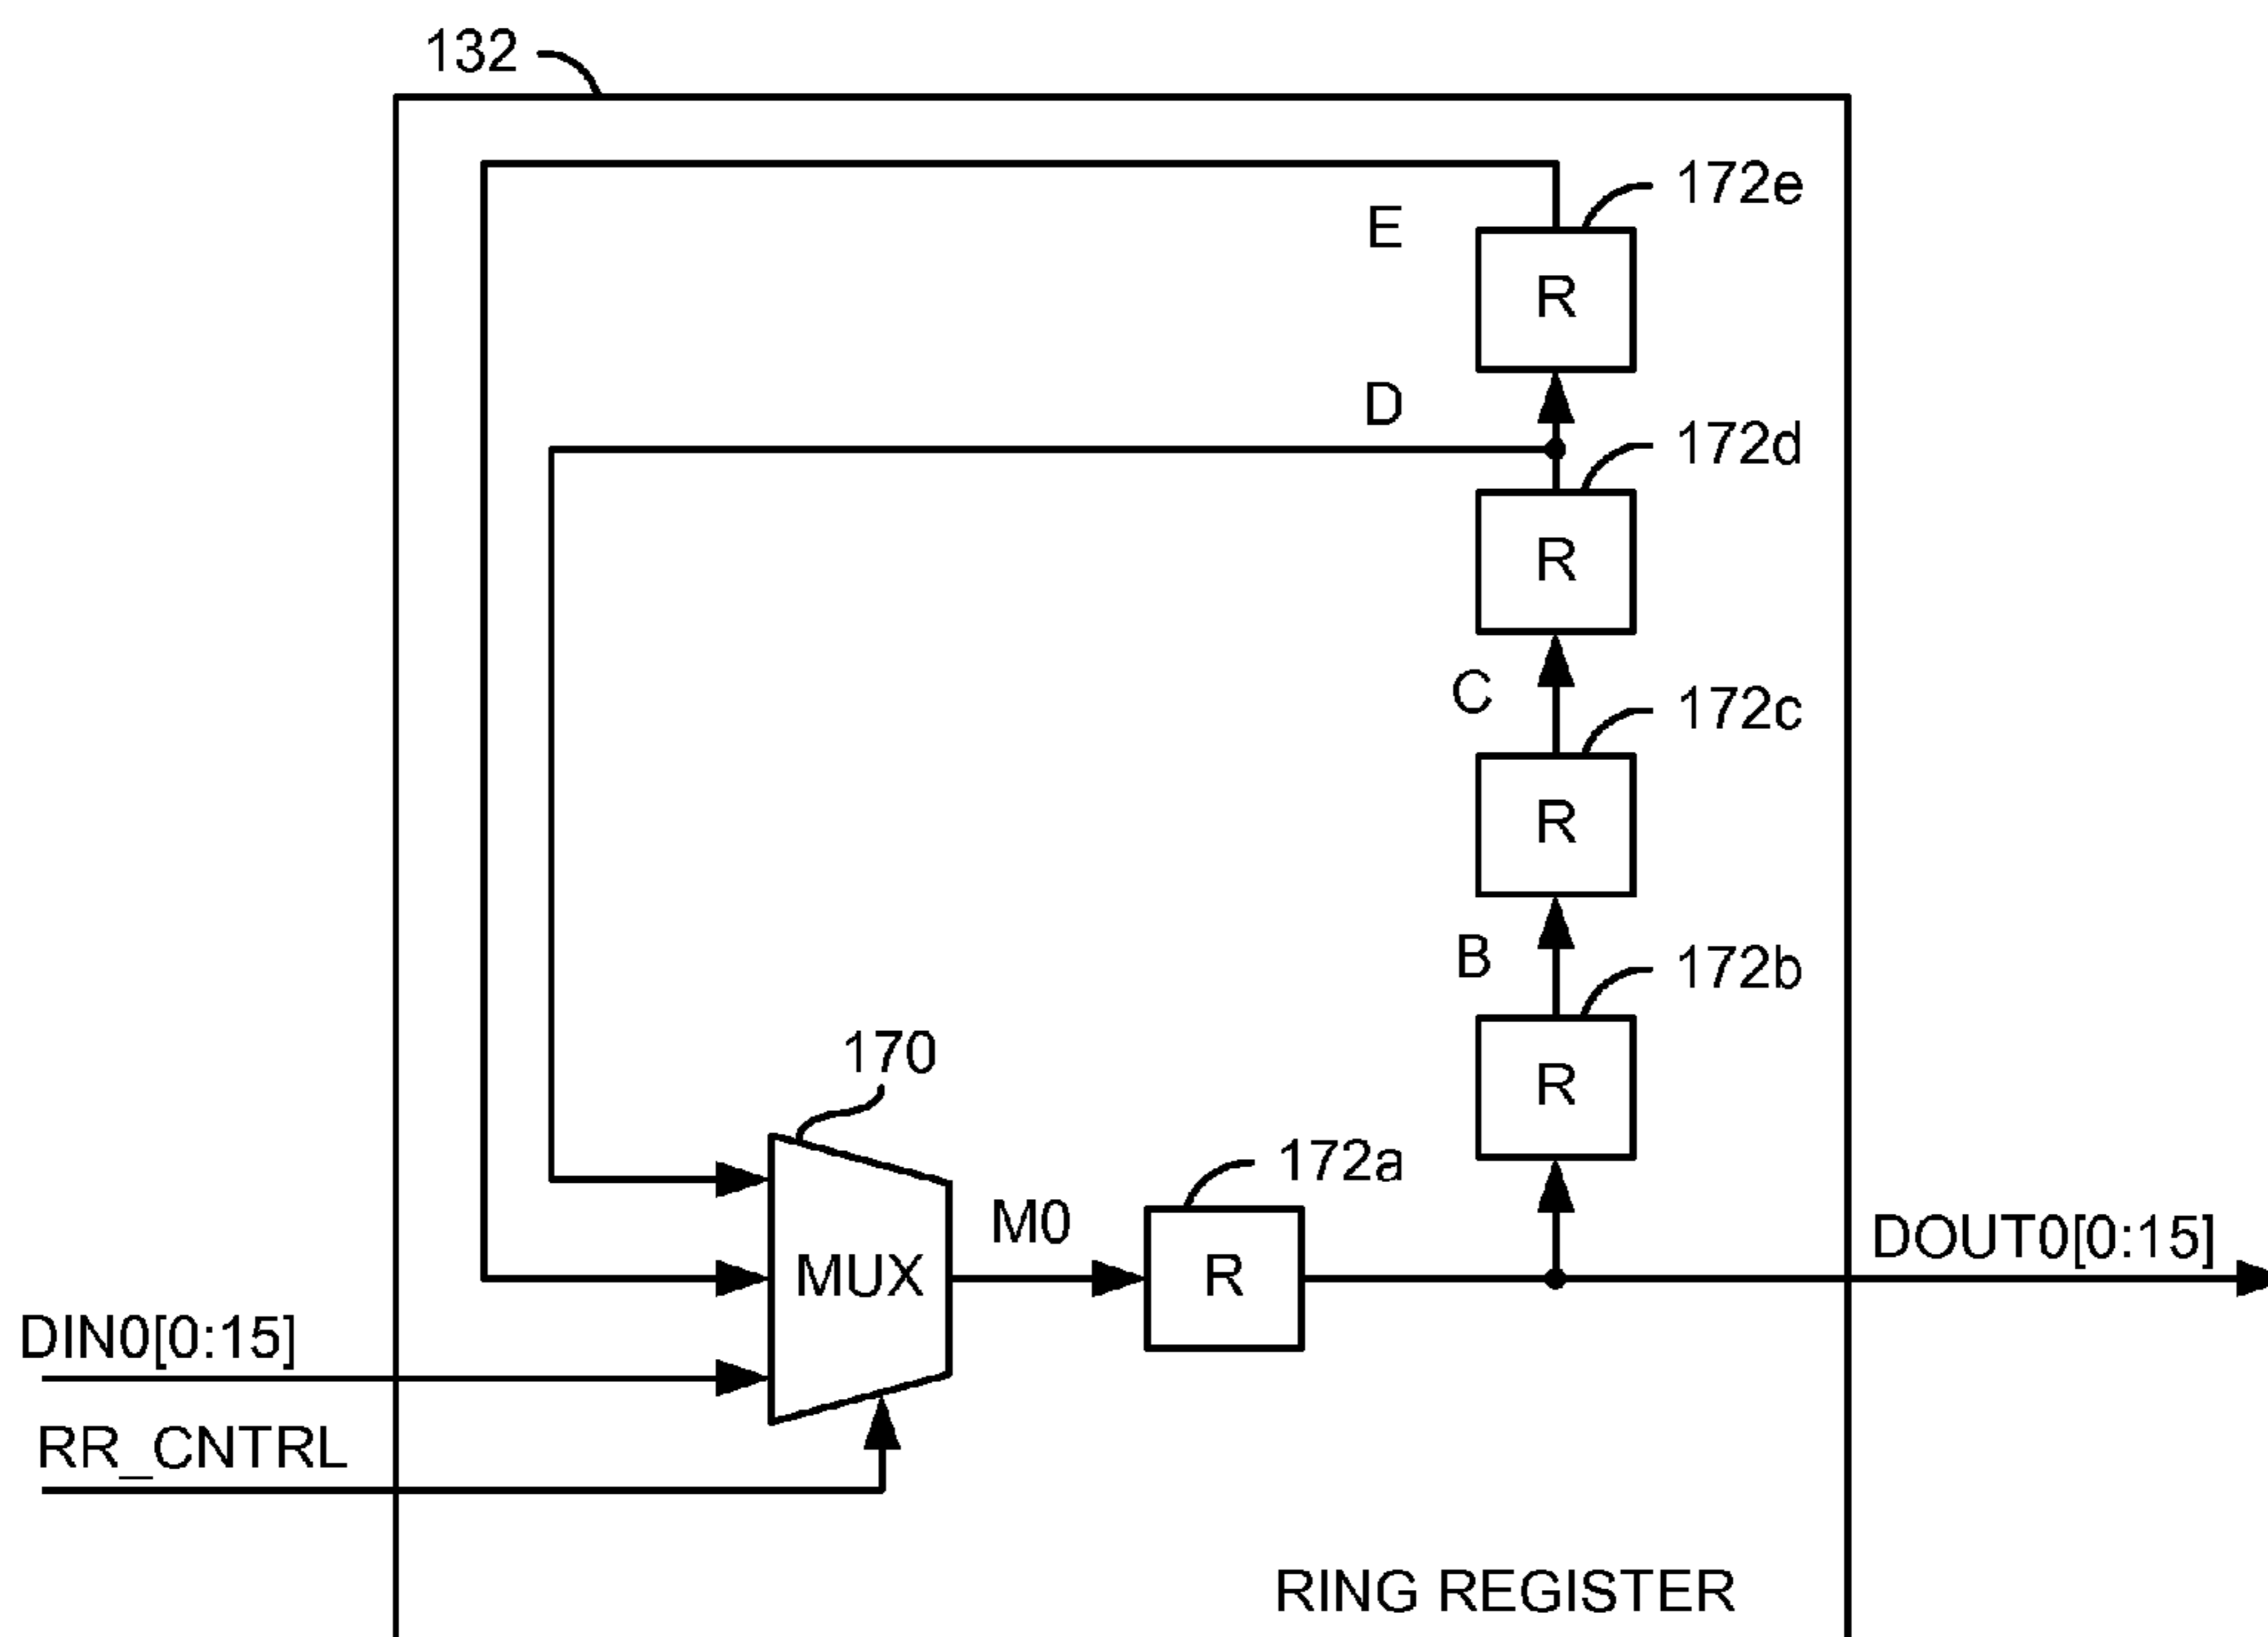 132
172e
E
R
D
172d
R
C
172c
R
B
172b
170
R
172a
M0
DOUT0[0:15]
MUX
R
DIN0[0:15]
RR_CNTRL
RING REGISTER